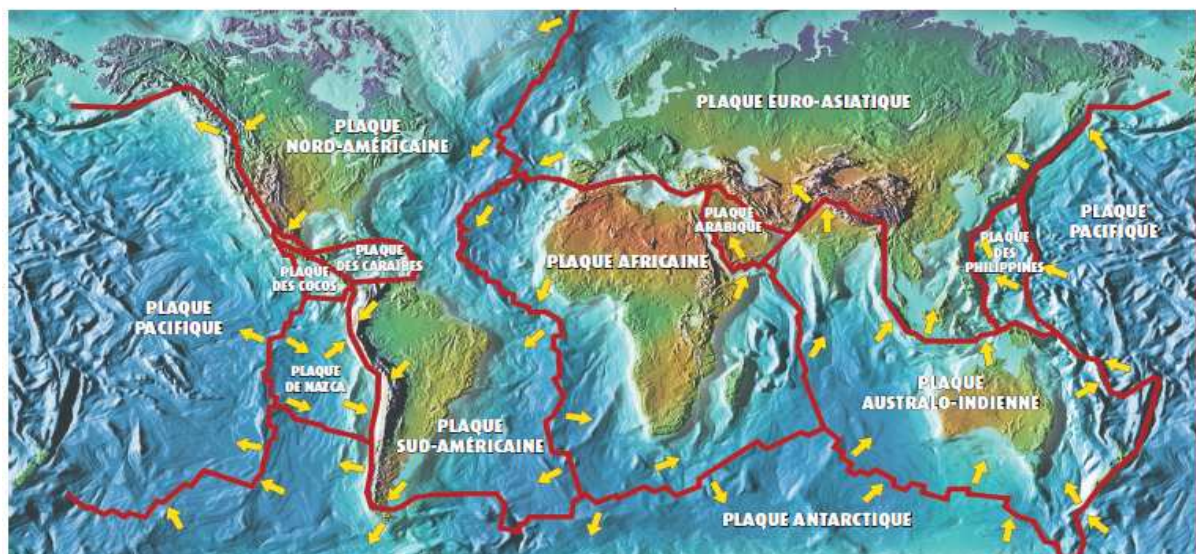 PLAQUE EURO-ASIATIQUE
PLAQUE
NORD-AMÉRICAINE
PLAQUE
ARABIQUE
PLAQUE
PACIFIQUE
PLAQUE
DES CARAÏBES
PLAQUE
DES COCOS
PLAQUE AFRICAINE
PLAQUE
DES
PHILIPPINES
PLAQUE
PACIFIQUE
PLAQUE
DE NAZCA
PLAQUE
AUSTRALO-INDIENNE
PLAQUE
SUD-AMÉRICAINE
PLAQUE ANTARCTIQUE